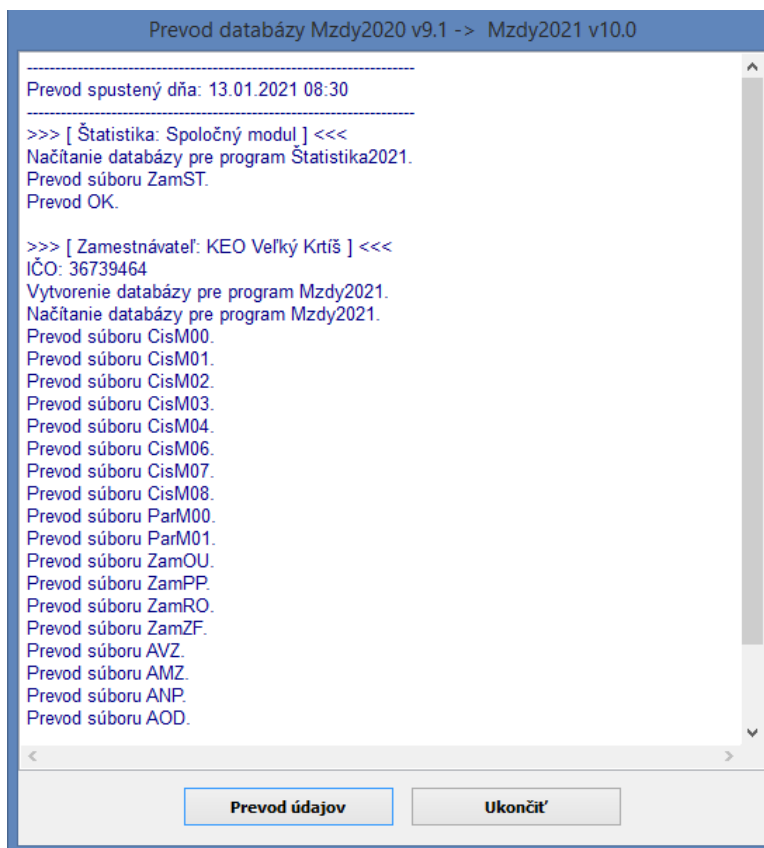 Prevod databázy Mzdy2020 v9.1 -> Mzdy2021 v10.0
----------------------------------------------------------------------
Prevod spustený dňa: 13.01.2021 08:30
----------------------------------------------------------------------
>>> [ Štatistika: Spoločný modul ] <<<
Načítanie databázy pre program Štatistika2021.
Prevod súboru ZamST.
Prevod OK.
>>> [ Zamestnávateľ: KEO Veľký Krtíš ] <<<
IČO: 36739464
Vytvorenie databázy pre program Mzdy2021.
Načítanie databázy pre program Mzdy2021.
Prevod súboru CisM00.
Prevod súboru CisM01.
Prevod súboru CisM02.
Prevod súboru CisM03.
Prevod súboru CisM04.
Prevod súboru CisM06.
Prevod súboru CisM07.
Prevod súboru CisM08.
Prevod súboru ParM00.
Prevod súboru ParM01.
Prevod súboru ZamOU.
Prevod súboru ZamPP.
Prevod súboru ZamRO.
Prevod súboru ZamZF.
Prevod súboru AVZ.
Prevod súboru AMZ.
Prevod súboru ANP.
Prevod súboru AOD.
Prevod údajov Ukončiť